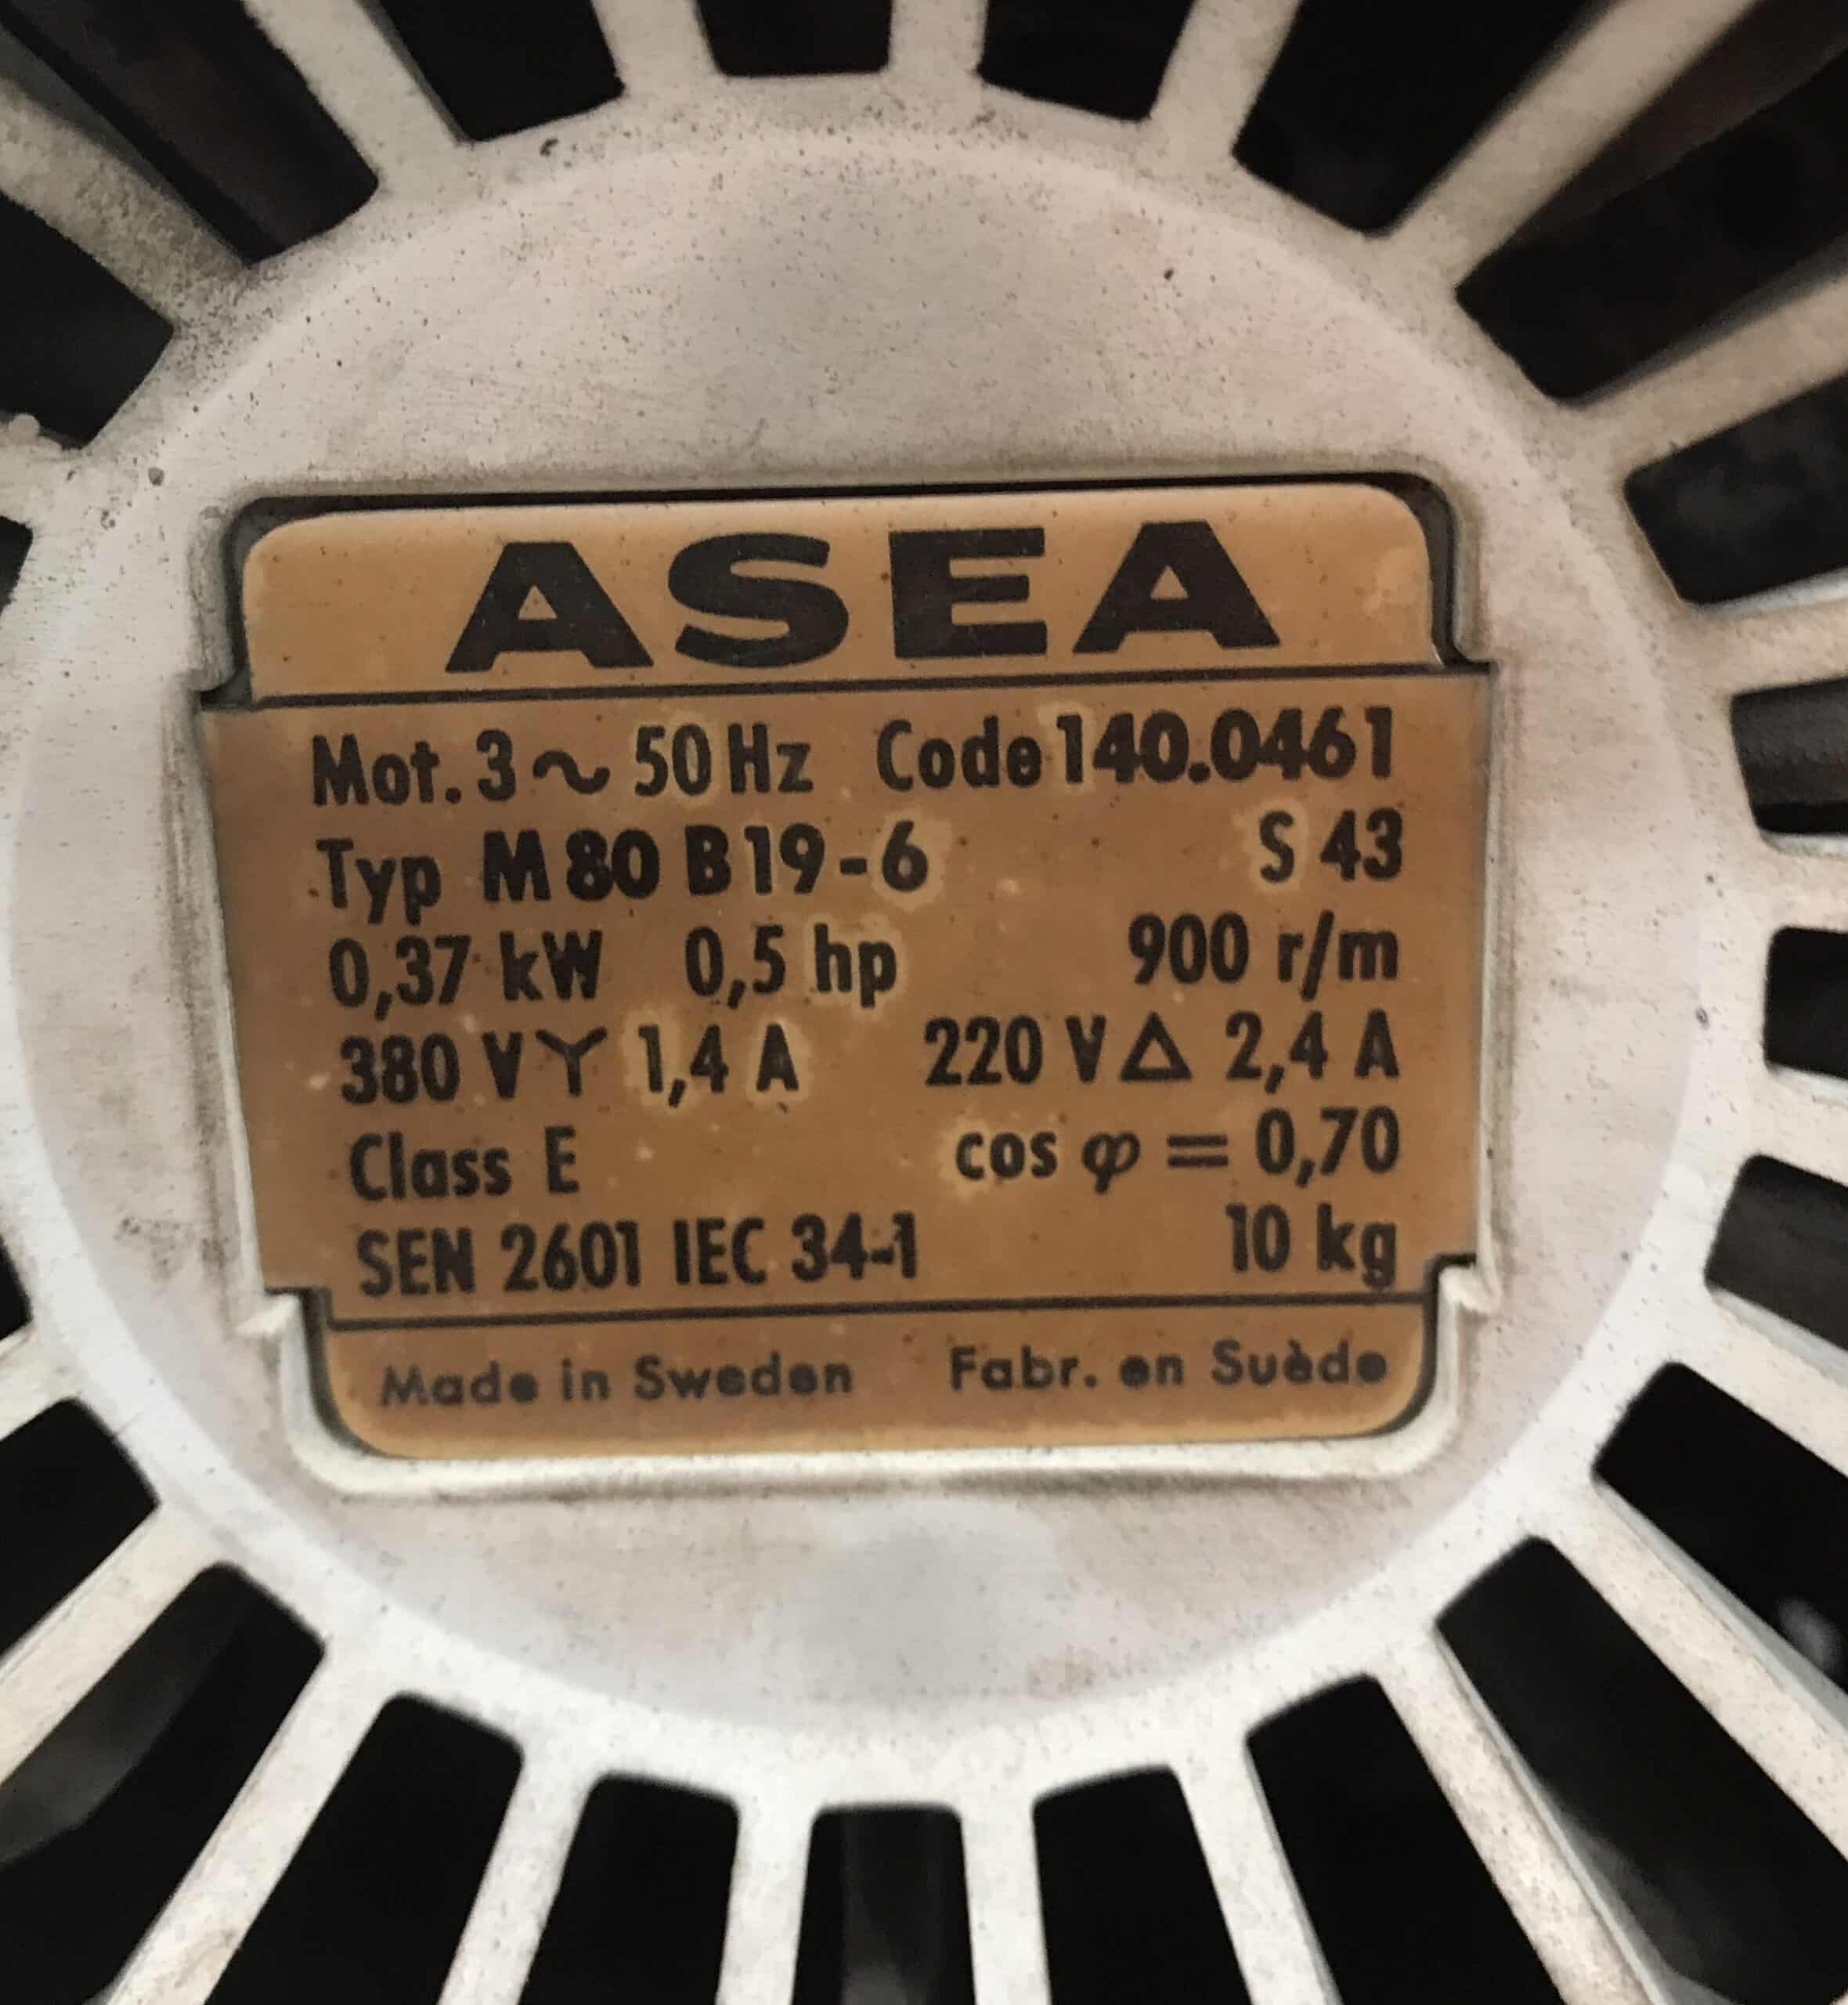 ASEA
Mot. 3 ~ 50 Hz Code 140.0461
Typ M 80 B 19-6 S 43
0,37 kW 0,5 hp 900 r/m
380 V Y 1,4 A 220 V Δ 2,4 A
Class E cos φ = 0,70
SEN 2601 IEC 34-1 10 kg
Made in Sweden Fabr. en Suède